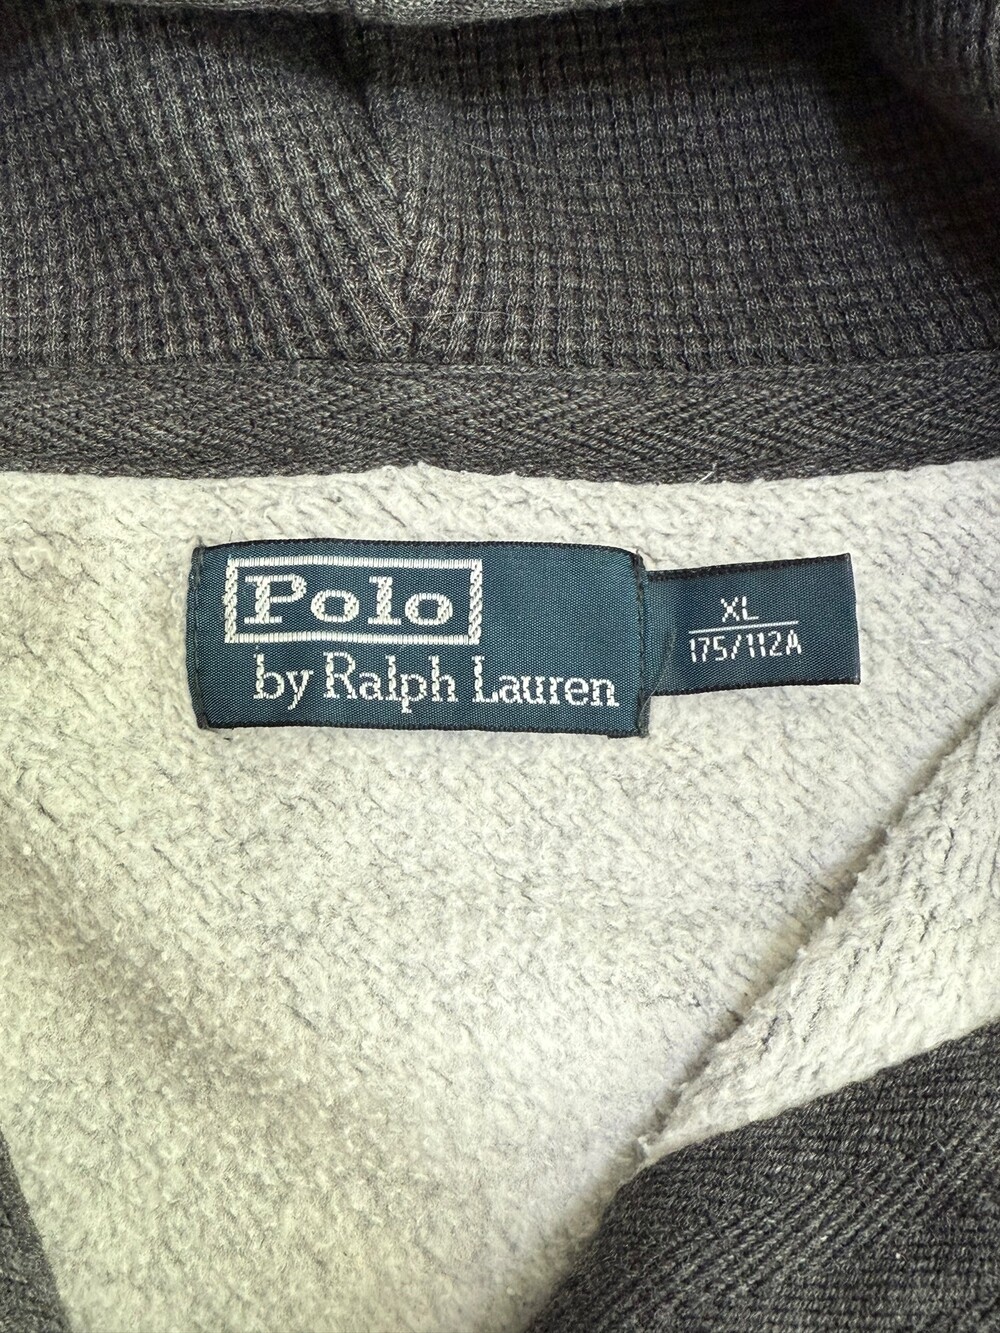 Polo
by Ralph Lauren
XL
175/112A